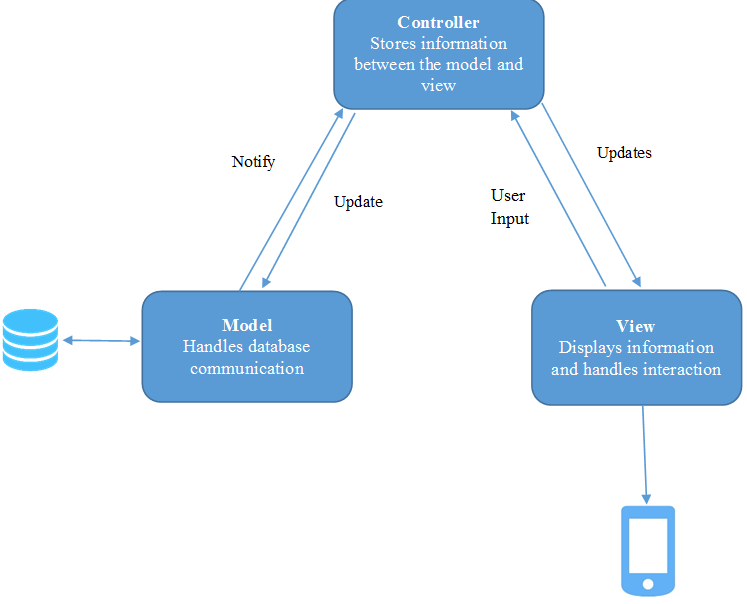 Controller
Stores information
between the model and
view
Notify
Updates
Update
User
Input
Model
Handles database
communication
View
Displays information
and handles interaction